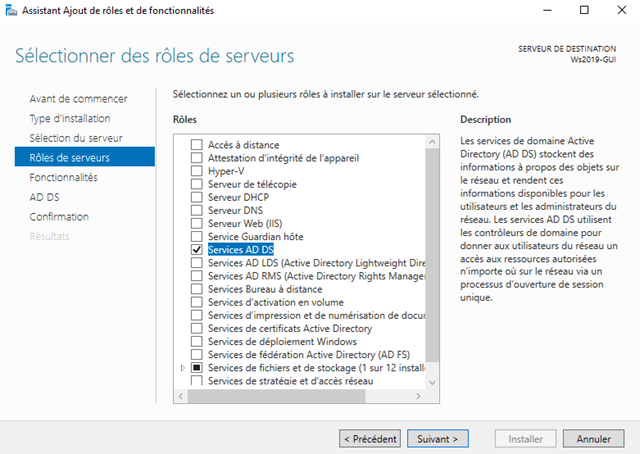 Assistant Ajout de rôles et de fonctionnalités
Sélectionner des rôles de serveurs
SERVEUR DE DESTINATION
Ws2019-GUI
Avant de commencer
Type d'installation
Sélection du serveur
Rôles de serveurs
Fonctionnalités
AD DS
Confirmation
Résultats
Sélectionnez un ou plusieurs rôles à installer sur le serveur sélectionné.
Rôles
Accès à distance
Attestation d'intégrité de l'appareil
Hyper-V
Serveur de télécopie
Serveur DHCP
Serveur DNS
Serveur Web (IIS)
Service Guardian hôte
Services AD DS
Services AD LDS (Active Directory Lightweight Dire
Services AD RMS (Active Directory Rights Manager
Services Bureau à distance
Services d'activation en volume
Services d'impression et de numérisation de docu
Services de certificats Active Directory
Services de déploiement Windows
Services de fédération Active Directory (AD FS)
Services de fichiers et de stockage (1 sur 12 install
Services de stratégie et d'accès réseau
Description
Les services de domaine Active
Directory (AD DS) stockent des
informations à propos des objets sur
le réseau et rendent ces
informations disponibles pour les
utilisateurs et les administrateurs du
réseau. Les services AD DS utilisent
les contrôleurs de domaine pour
donner aux utilisateurs du réseau un
accès aux ressources autorisées
n'importe où sur le réseau via un
processus d'ouverture de session
unique.
< Précédent
Suivant >
Installer
Annuler